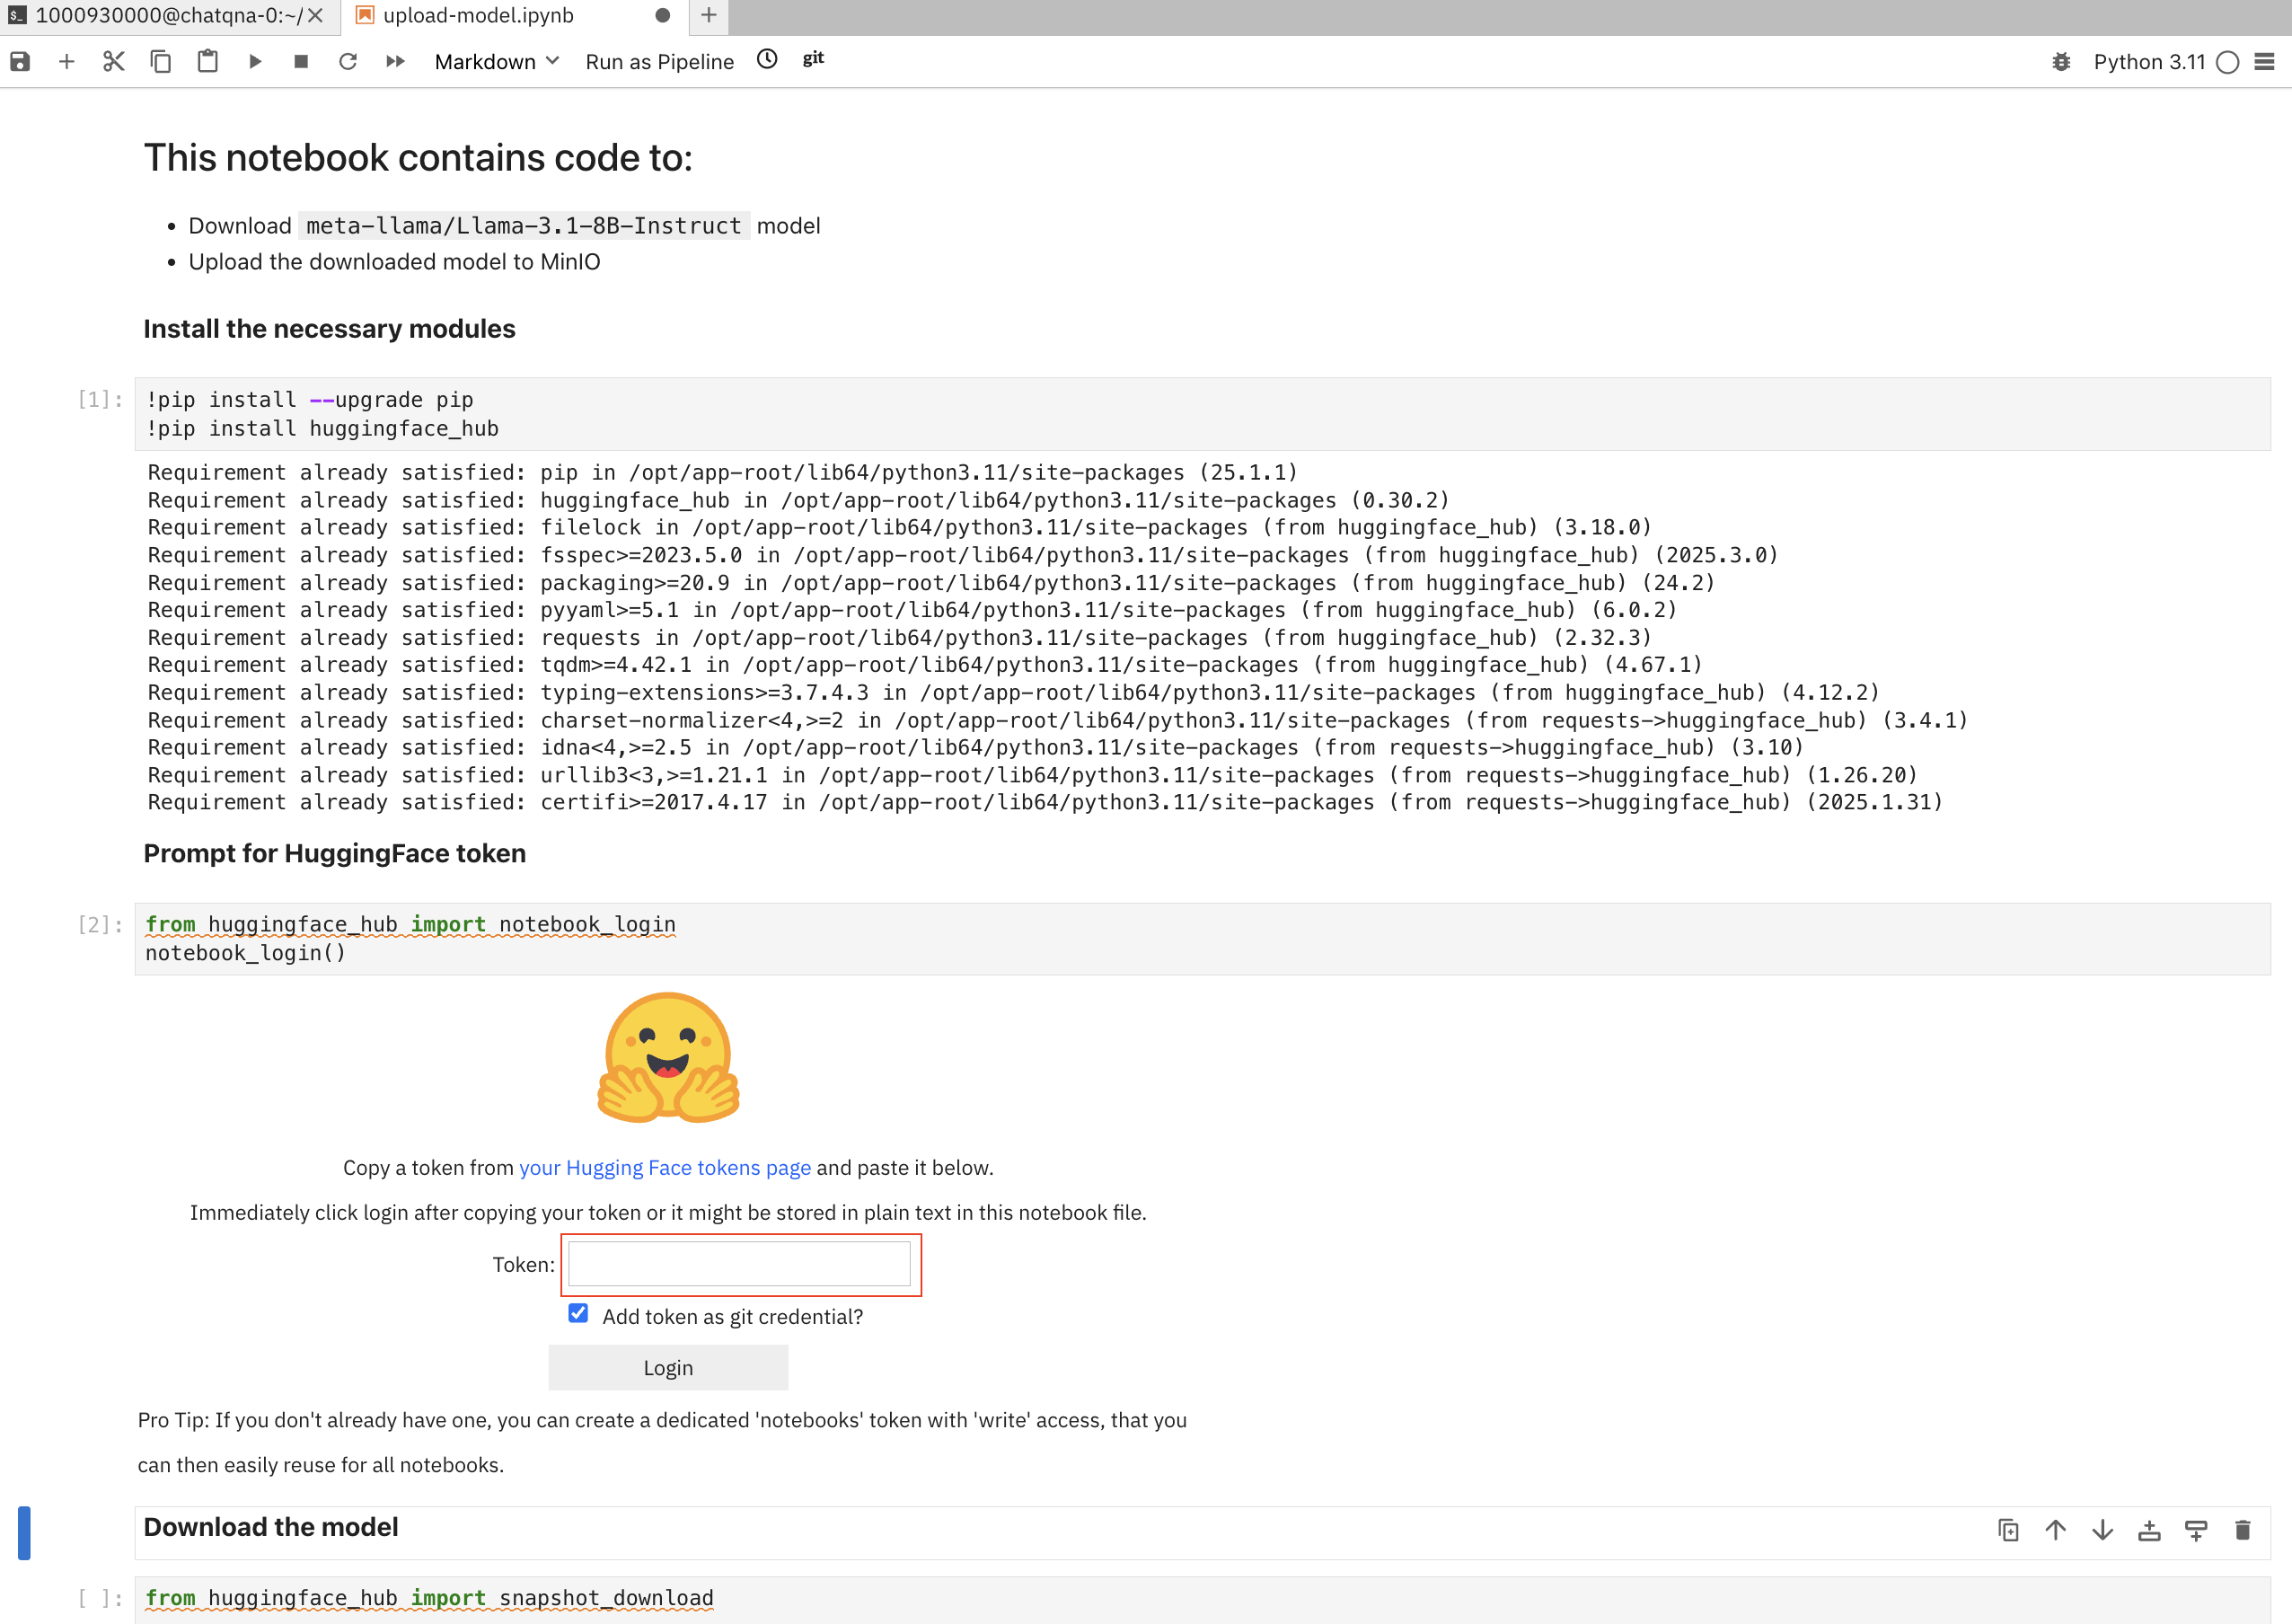 1000930000@chatqna-0:~/
upload-model.ipynb
Markdown Run as Pipeline git Python 3.11
This notebook contains code to:
• Download meta-llama/Llama-3.1-8B-Instruct model
• Upload the downloaded model to MinIO
Install the necessary modules
[1]: !pip install --upgrade pip
!pip install huggingface_hub
Requirement already satisfied: pip in /opt/app-root/lib64/python3.11/site-packages (25.1.1)
Requirement already satisfied: huggingface_hub in /opt/app-root/lib64/python3.11/site-packages (0.30.2)
Requirement already satisfied: filelock in /opt/app-root/lib64/python3.11/site-packages (from huggingface_hub) (3.18.0)
Requirement already satisfied: fsspec>=2023.5.0 in /opt/app-root/lib64/python3.11/site-packages (from huggingface_hub) (2025.3.0)
Requirement already satisfied: packaging>=20.9 in /opt/app-root/lib64/python3.11/site-packages (from huggingface_hub) (24.2)
Requirement already satisfied: pyyaml>=5.1 in /opt/app-root/lib64/python3.11/site-packages (from huggingface_hub) (6.0.2)
Requirement already satisfied: requests in /opt/app-root/lib64/python3.11/site-packages (from huggingface_hub) (2.32.3)
Requirement already satisfied: tqdm>=4.42.1 in /opt/app-root/lib64/python3.11/site-packages (from huggingface_hub) (4.67.1)
Requirement already satisfied: typing-extensions>=3.7.4.3 in /opt/app-root/lib64/python3.11/site-packages (from huggingface_hub) (4.12.2)
Requirement already satisfied: charset-normalizer<4,>=2 in /opt/app-root/lib64/python3.11/site-packages (from requests->huggingface_hub) (3.4.1)
Requirement already satisfied: idna<4,>=2.5 in /opt/app-root/lib64/python3.11/site-packages (from requests->huggingface_hub) (3.10)
Requirement already satisfied: urllib3<3,>=1.21.1 in /opt/app-root/lib64/python3.11/site-packages (from requests->huggingface_hub) (1.26.20)
Requirement already satisfied: certifi>=2017.4.17 in /opt/app-root/lib64/python3.11/site-packages (from requests->huggingface_hub) (2025.1.31)
Prompt for HuggingFace token
[2]: from huggingface_hub import notebook_login
notebook_login()
Copy a token from your Hugging Face tokens page and paste it below.
Immediately click login after copying your token or it might be stored in plain text in this notebook file.
Token:
Add token as git credential?
Login
Pro Tip: If you don't already have one, you can create a dedicated 'notebooks' token with 'write' access, that you
can then easily reuse for all notebooks.
Download the model
[ ]: from huggingface_hub import snapshot_download